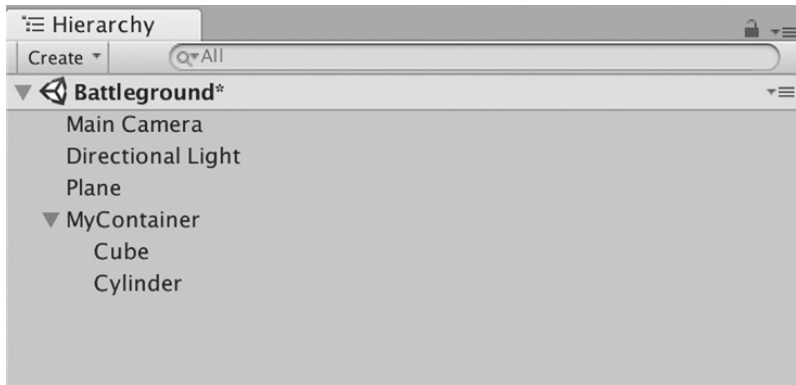 Hierarchy
Create All
Battleground*
Main Camera
Directional Light
Plane
MyContainer
Cube
Cylinder